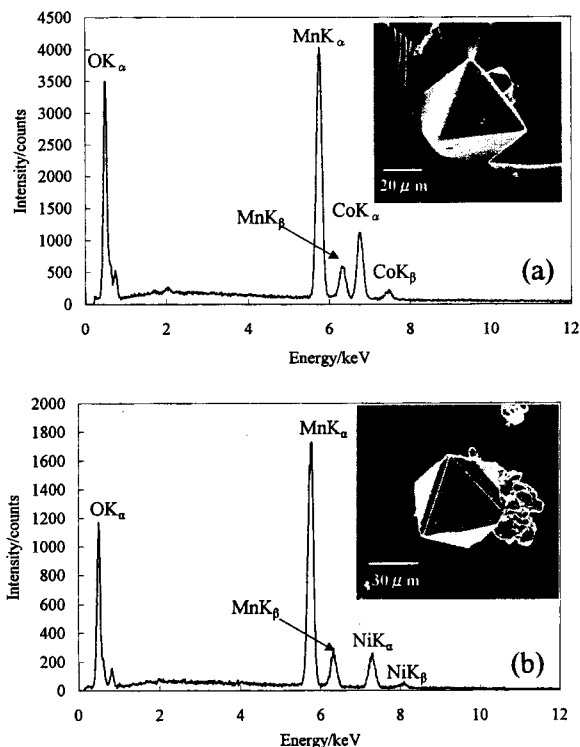 4500
4000
3500
3000
2500
2000
1500
1000
500
0
Intensity/counts
OKα
MnKα
MnKβ
CoKα
CoKβ
20 μm
(a)
0 2 4 6 8 10 12
Energy/keV
2000
1800
1600
1400
1200
1000
800
600
400
200
0
Intensity/counts
OKα
MnKα
MnKβ
NiKα
NiKβ
30 μm
(b)
0 2 4 6 8 10 12
Energy/keV